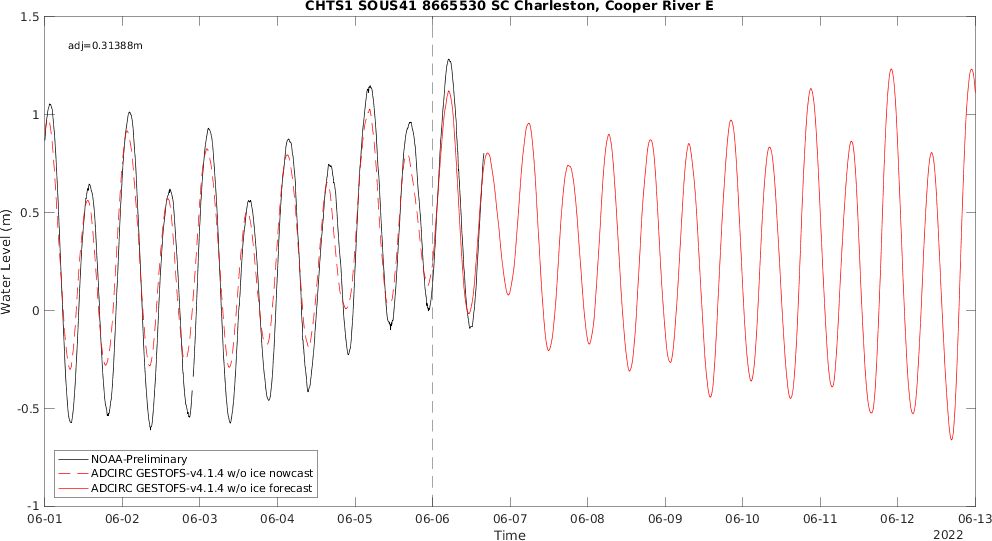 CHTS1 SOUS41 8665530 SC Charleston, Cooper River E
adj=0.31388m
1.5
1
0.5
0
-0.5
-1
Water Level (m)
NOAA-Preliminary
ADCIRC GESTOFS-v4.1.4 w/o ice nowcast
ADCIRC GESTOFS-v4.1.4 w/o ice forecast
06-01 06-02 06-03 06-04 06-05 06-06 06-07 06-08 06-09 06-10 06-11 06-12 06-13
Time
2022